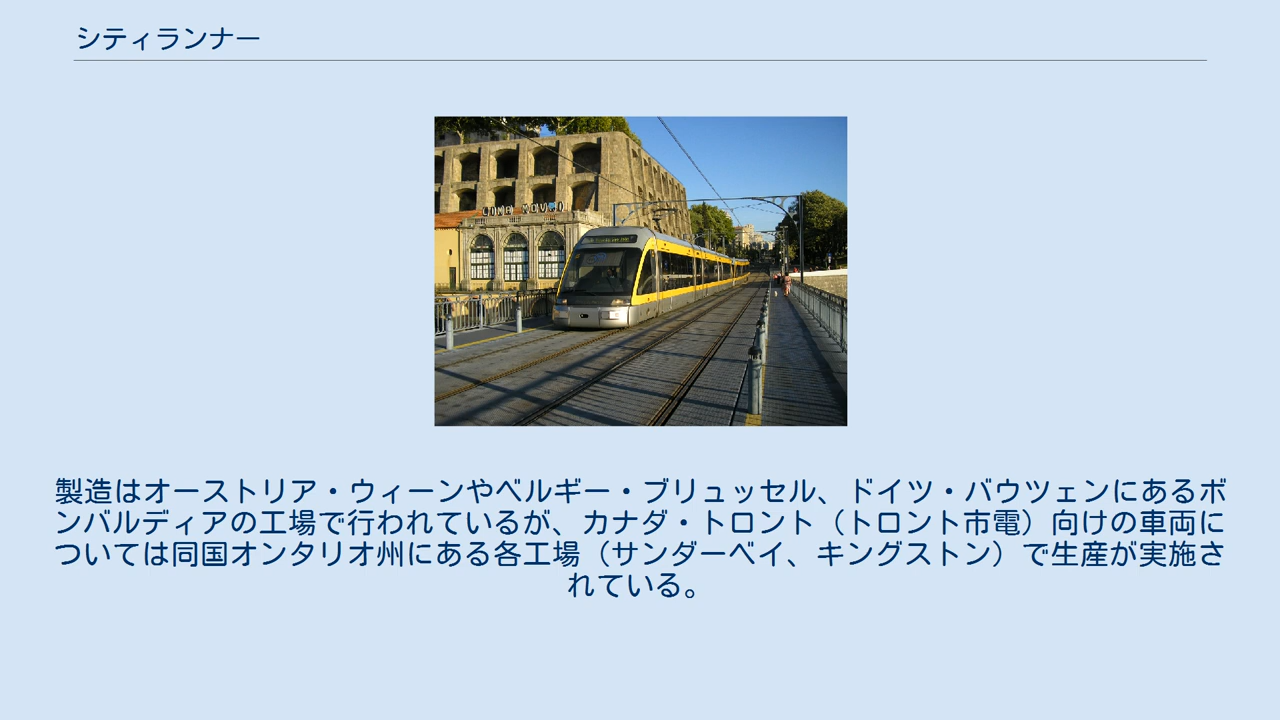 シティランナー
製造はオーストリア・ウィーンやベルギー・ブリュッセル、ドイツ・バウツェンにあるボ
ンバルディアの工場で行われているが、カナダ・トロント（トロント市電）向けの車両に
ついては同国オンタリオ州にある各工場（サンダーベイ、キングストン）で生産が実施さ
れている。